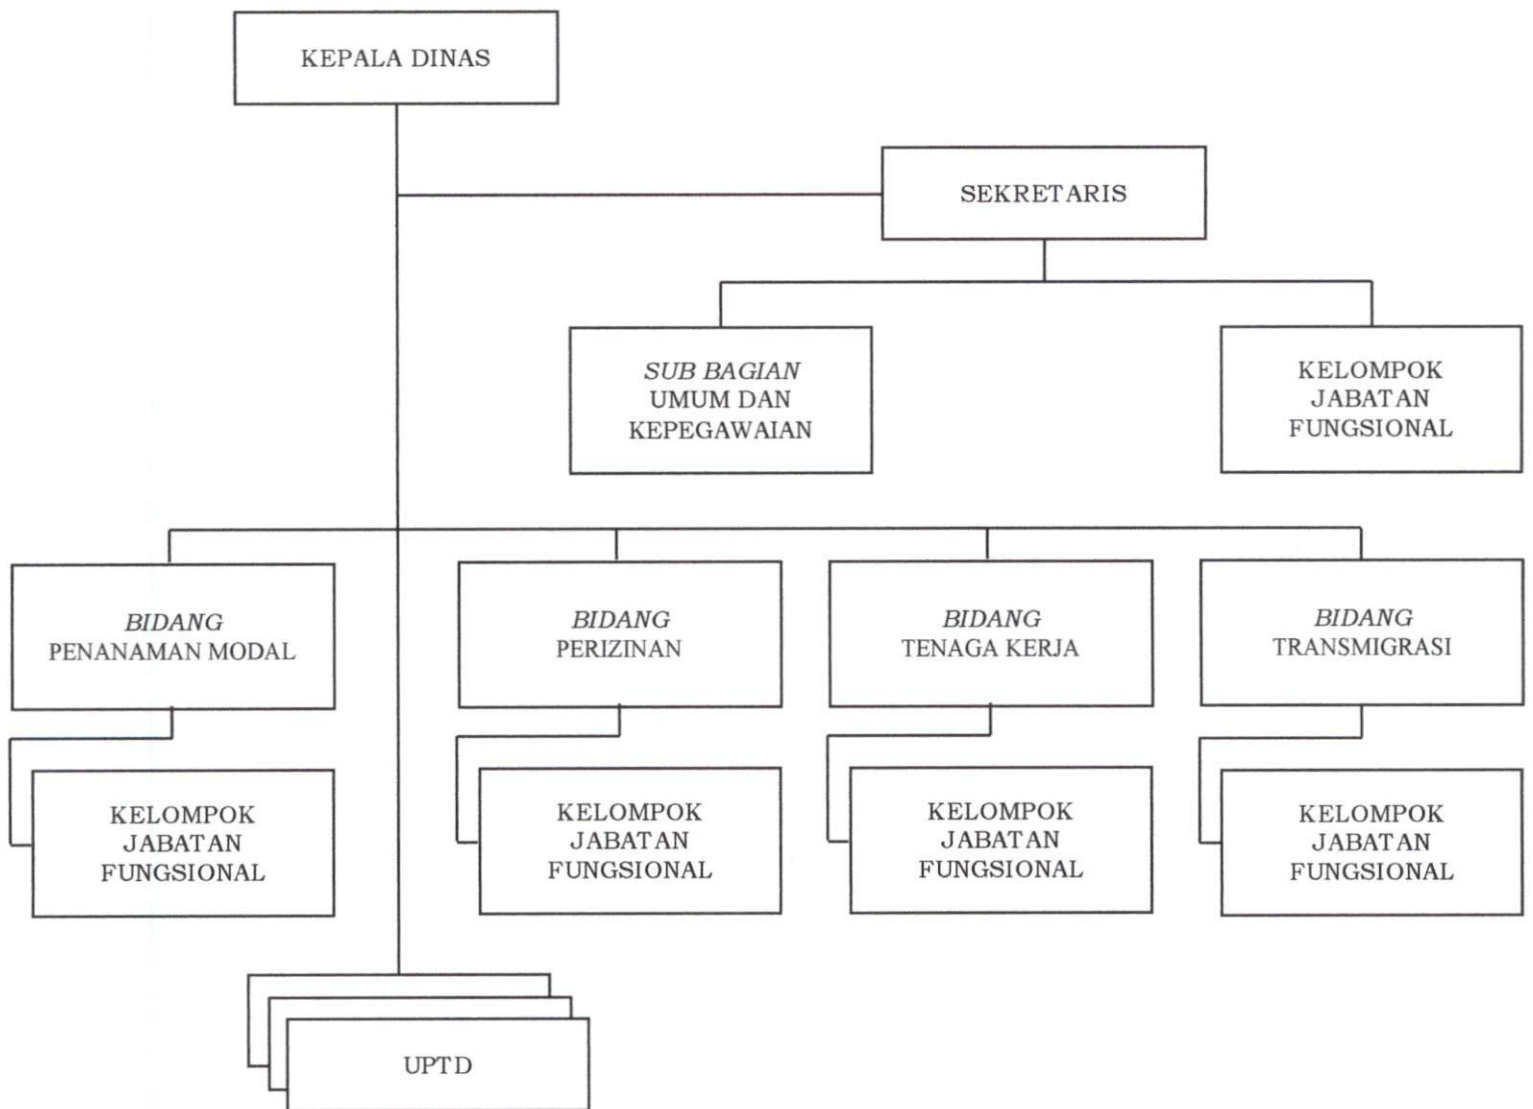 KEPALA DINAS
SEKRETARIS
SUB BAGIAN
UMUM DAN
KEPEGAWAIAN
KELOMPOK
JABATAN
FUNGSIONAL
BIDANG
PENANAMAN MODAL
BIDANG
PERIZINAN
BIDANG
TENAGA KERJA
BIDANG
TRANSMIGRASI
KELOMPOK
JABATAN
FUNGSIONAL
KELOMPOK
JABATAN
FUNGSIONAL
KELOMPOK
JABATAN
FUNGSIONAL
KELOMPOK
JABATAN
FUNGSIONAL
UPTD